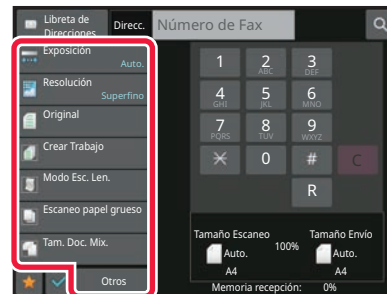 Libreta de Direcciones
Direcc.
Número de Fax
Exposición
Auto.
Resolución
Superfino
Original
Crear Trabajo
Modo Esc. Len.
Escaneo papel grueso
Tam. Doc. Mix.
Otros
1
2 ABC
3 DEF
4 GHI
5 JKL
6 MNO
7 PQRS
8 TUV
9 WXYZ
0
#
C
R
Tamaño Escaneo
Tamaño Envío
Auto.
100%
Auto.
A4
A4
Memoria recepción: 0%